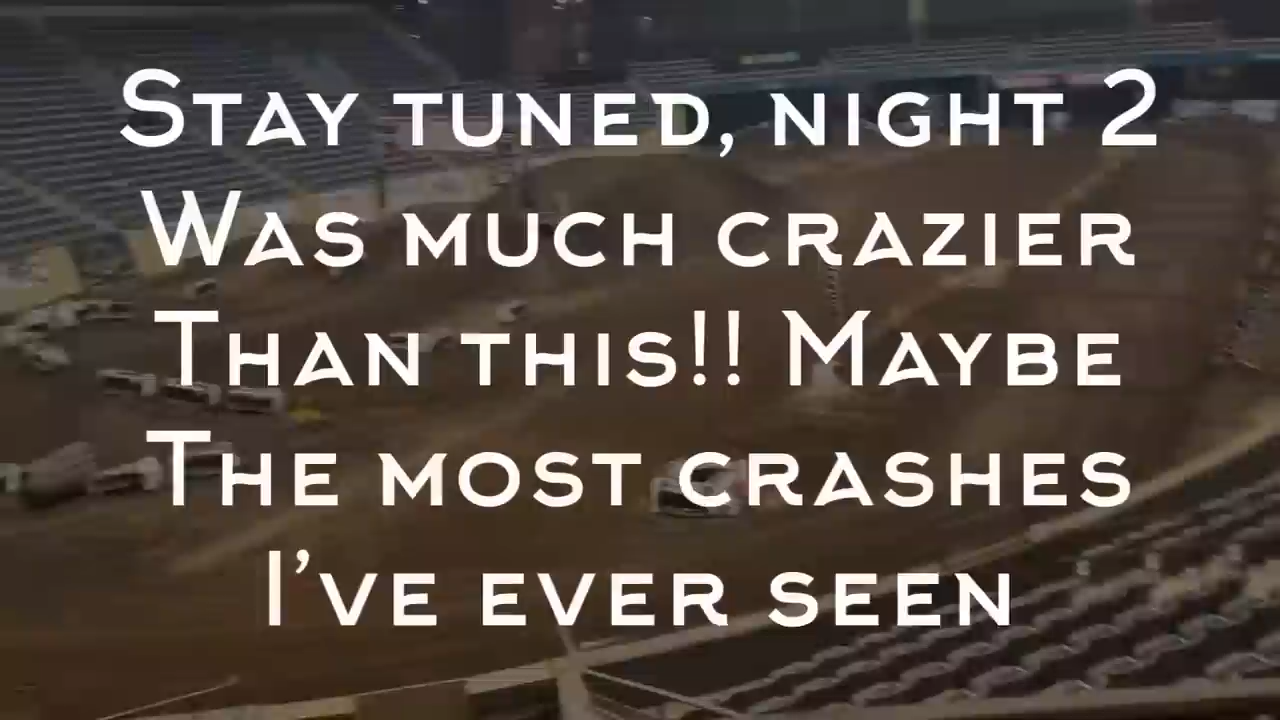 Stay tuned, night 2
Was much crazier
Than this!! Maybe
The most crashes
I’ve ever seen